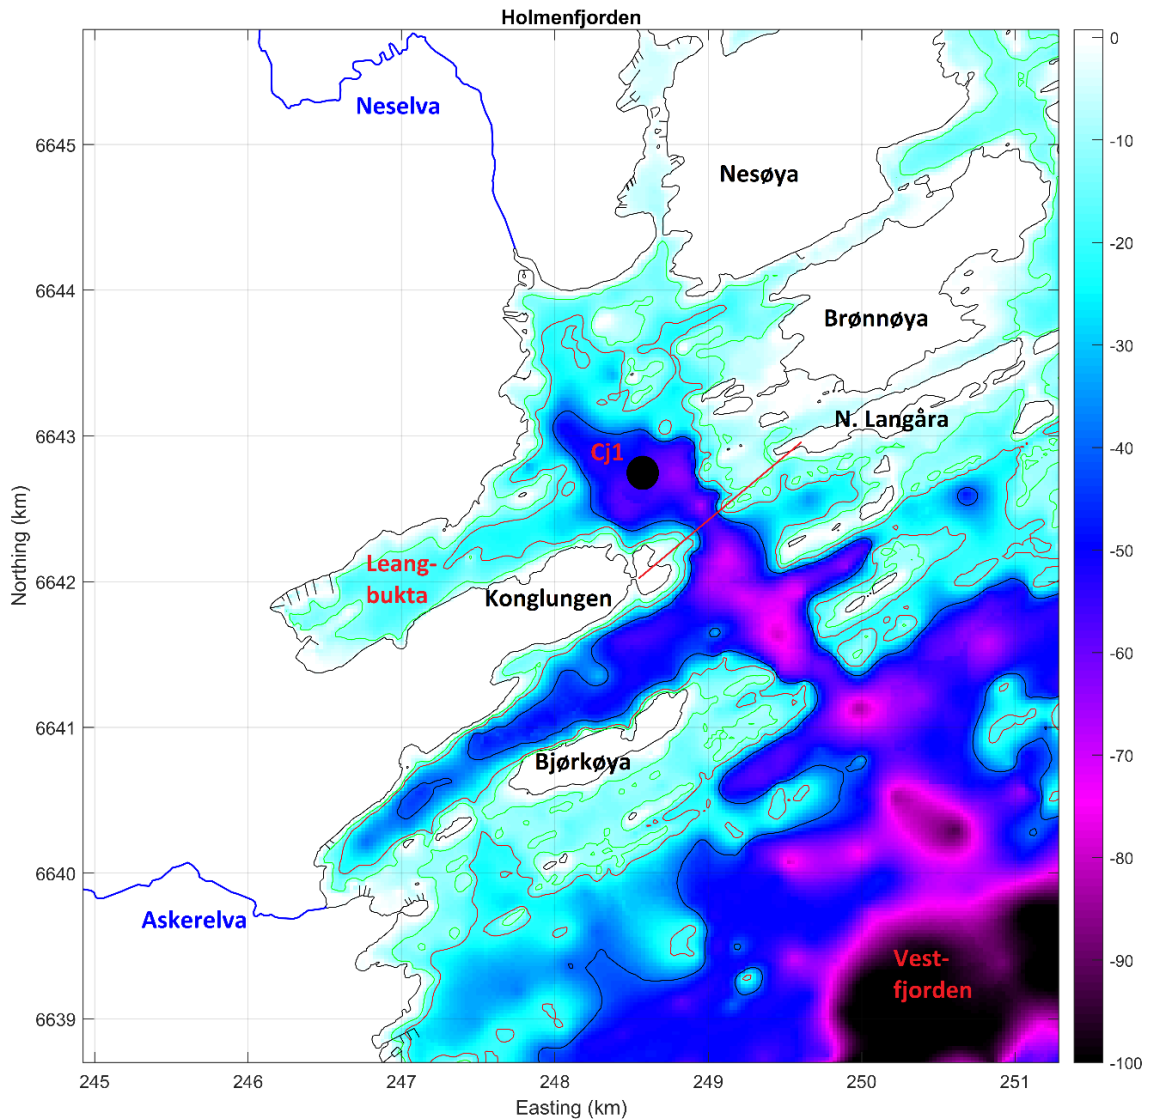 Holmenfjorden
Neselva
Nesøya
Brønnøya
N. Langåra
Cj1
Leang-
bukta
Konglungen
Bjørkøya
Askerelva
Vest-
fjorden
Northing (km)
6645
6644
6643
6642
6641
6640
6639
245
246
247
248
249
250
251
Easting (km)
0
-10
-20
-30
-40
-50
-60
-70
-80
-90
-100